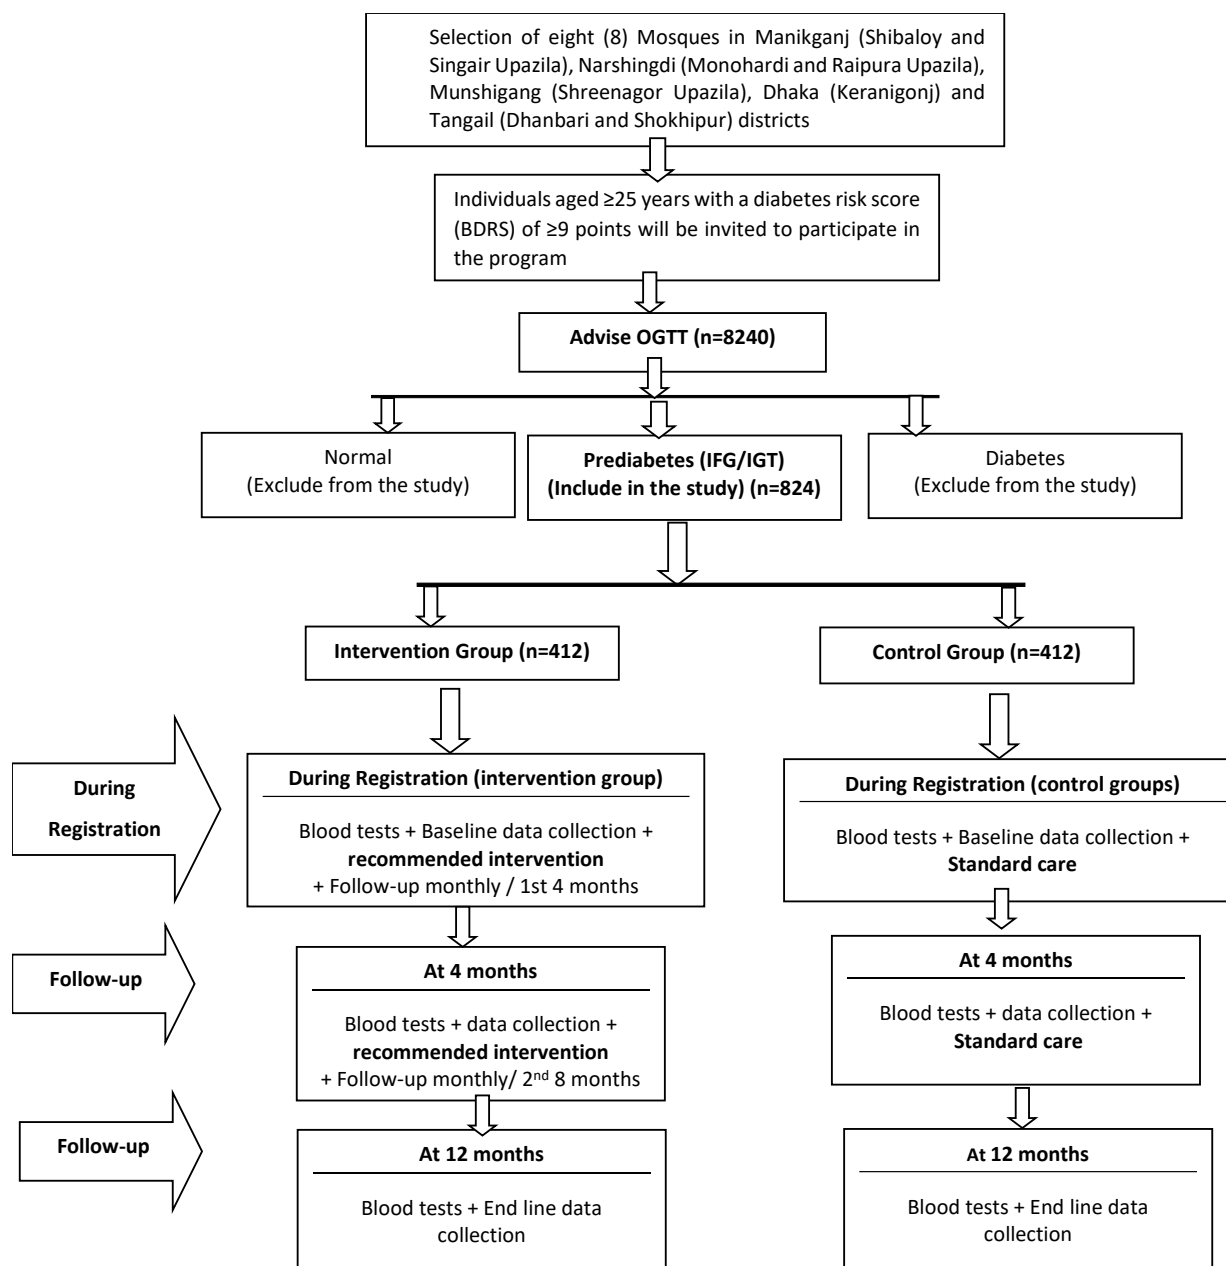 Selection of eight (8) Mosques in Manikganj (Shibaloy and
Singair Upazila), Narshingdi (Monohardi and Raipura Upazila),
Munshigang (Shreenagor Upazila), Dhaka (Keranigonj) and
Tangail (Dhanbari and Shokhipur) districts
Individuals aged ≥25 years with a diabetes risk score
(BDRS) of ≥9 points will be invited to participate in
the program
Advise OGTT (n=8240)
Normal
(Exclude from the study)
Prediabetes (IFG/IGT)
(Include in the study) (n=824)
Diabetes
(Exclude from the study)
Intervention Group (n=412)
Control Group (n=412)
During
Registration
During Registration (intervention group)
Blood tests + Baseline data collection +
recommended intervention
+ Follow-up monthly / 1st 4 months
During Registration (control groups)
Blood tests + Baseline data collection +
Standard care
Follow-up
At 4 months
Blood tests + data collection +
recommended intervention
+ Follow-up monthly/ 2nd 8 months
At 4 months
Blood tests + data collection +
Standard care
Follow-up
At 12 months
Blood tests + End line data
collection
At 12 months
Blood tests + End line data
collection